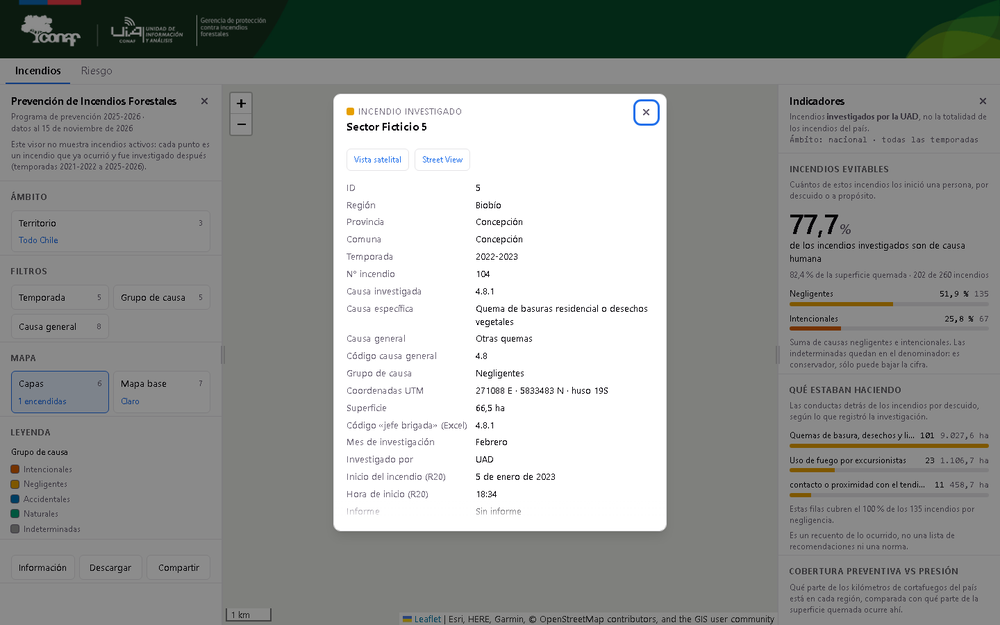 conaf
UIA
CONAF
UNIDAD DE
INFORMACIÓN
Y ANÁLISIS
Gerencia de protección
contra incendios
forestales
Incendios
Riesgo
Prevención de Incendios Forestales
Programa de prevención 2025-2026 ·
datos al 15 de noviembre de 2026
Este visor no muestra incendios activos: cada punto es
un incendio que ya ocurrió y fue investigado después
(temporadas 2021-2022 a 2025-2026).
ÁMBITO
Territorio 3
Todo Chile
FILTROS
Temporada 5
Grupo de causa 5
Causa general 8
MAPA
Capas 6
1 encendidas
Mapa base 7
Claro
LEYENDA
Grupo de causa
Intencionales
Negligentes
Accidentales
Naturales
Indeterminadas
Información
Descargar
Compartir
+
−
INCENDIO INVESTIGADO
Sector Ficticio 5
×
Vista satelital
Street View
ID 5
Región Biobío
Provincia Concepción
Comuna Concepción
Temporada 2022-2023
N° incendio 104
Causa investigada 4.8.1
Causa específica Quema de basuras residencial o desechos
vegetales
Causa general Otras quemas
Código causa general 4.8
Grupo de causa Negligentes
Coordenadas UTM 271088 E · 5833483 N · huso 19S
Superficie 66,5 ha
Código «jefe brigada» (Excel) 4.8.1
Mes de investigación Febrero
Investigado por UAD
Inicio del incendio (R20) 5 de enero de 2023
Hora de inicio (R20) 18:34
Informe Sin informe
1 km
Leaflet | Esri, HERE, Garmin, © OpenStreetMap contributors, and the GIS user community
Indicadores
Incendios investigados por la UAD, no la totalidad de
los incendios del país.
Ámbito: nacional · todas las temporadas
INCENDIOS EVITABLES
Cuántos de estos incendios los inició una persona, por
descuido o a propósito.
77,7%
de los incendios investigados son de causa
humana
82,4 % de la superficie quemada · 202 de 260 incendios
Negligentes 51,9 % 135
Intencionales 25,8 % 67
Suma de causas negligentes e intencionales. Las
indeterminadas quedan en el denominador: es
conservador, sólo puede bajar la cifra.
QUÉ ESTABAN HACIENDO
Las conductas detrás de los incendios por descuido,
según lo que registró la investigación.
Quemas de basura, desechos y li... 101 9.027,6 ha
Uso de fuego por excursionistas 23 1.106,7 ha
contacto o proximidad con el tendi... 11 458,7 ha
Estas filas cubren el 100 % de los 135 incendios por
negligencia.
Es un recuento de lo ocurrido, no una lista de
recomendaciones ni una norma.
COBERTURA PREVENTIVA VS PRESIÓN
Qué parte de los kilómetros de cortafuegos del país
está en cada región, comparada con qué parte de la
superficie quemada ocurre ahí.